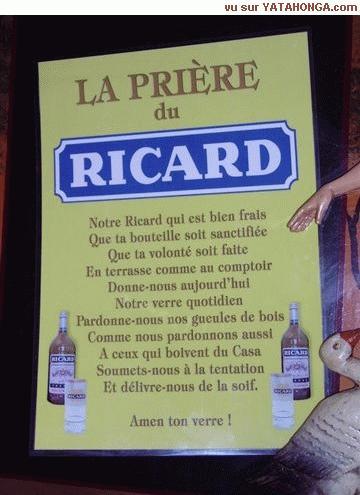 vu sur YATAHONGA.com
LA PRIÈRE
du
RICARD
Notre Ricard qui est bien frais
Que ta bouteille soit sanctifiée
Que ta volonté soit faite
En terrasse comme au comptoir
Donne-nous aujourd'hui
Notre verre quotidien
Pardonne-nous nos gueules de bois
Comme nous pardonnons aussi
A ceux qui boivent du Casa
Soumets-nous à la tentation
Et délivre-nous de la soif.
Amen ton verre !
RICARD
RICARD